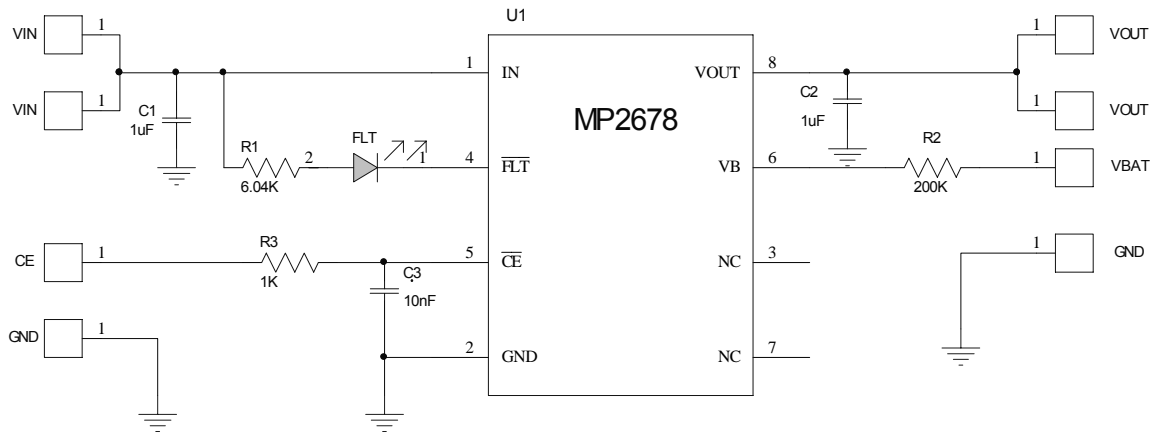 U1
VIN 1
1 IN
VOUT 8
1 VOUT
VIN 1
C1
1uF
C2
1uF
1 VOUT
MP2678
R1
6.04K
2 FLT 1
4 FLT
VB 6
R2
200K
1 VBAT
CE 1
R3
1K
5 CE
C3
10nF
NC 3
1 GND
GND 1
2 GND
NC 7